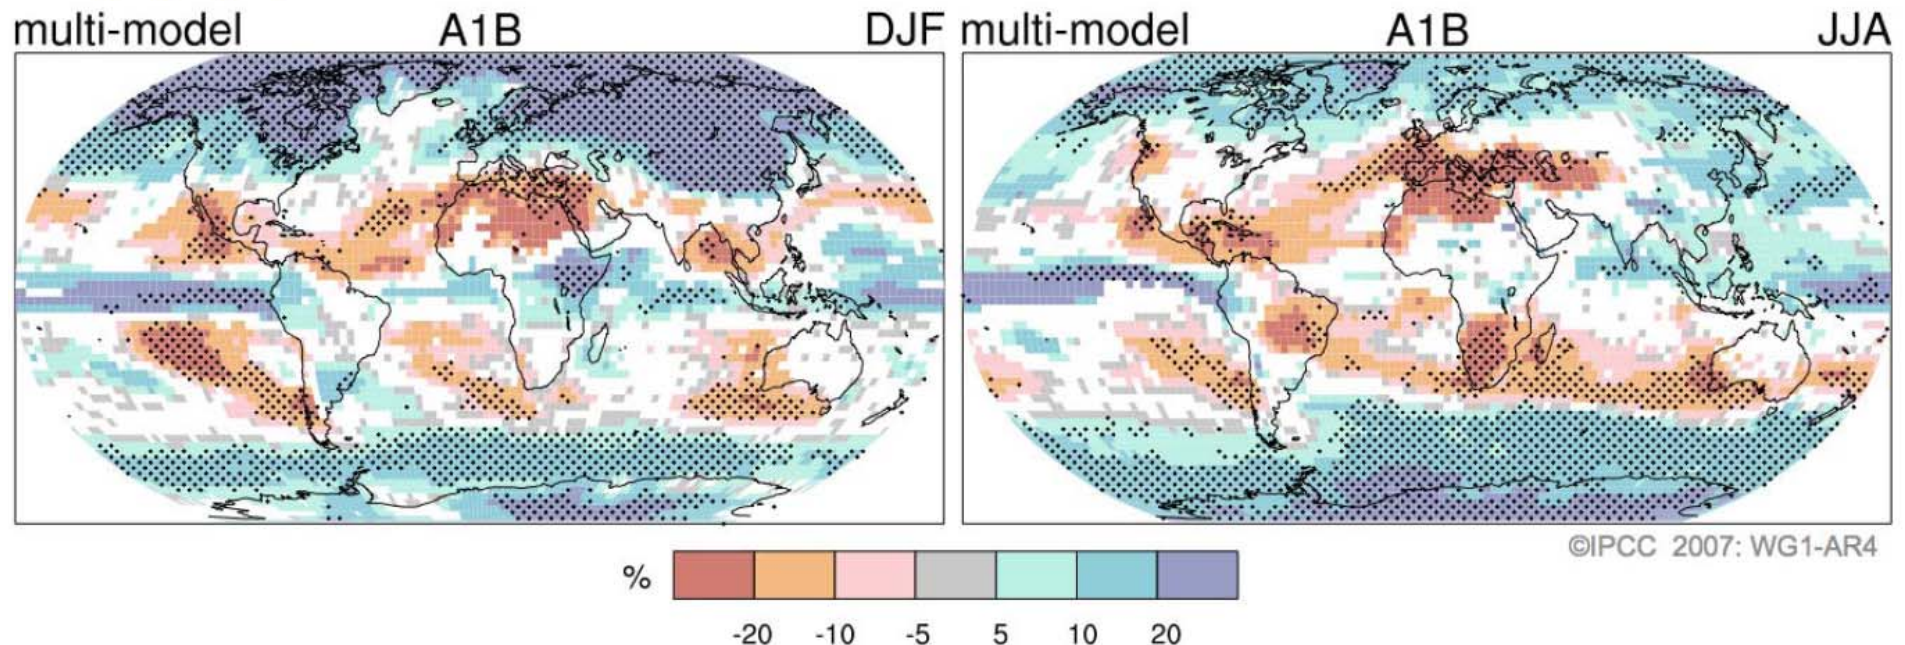 multi-model A1B DJF
multi-model A1B JJA
©IPCC 2007: WG1-AR4
%
-20 -10 -5 5 10 20